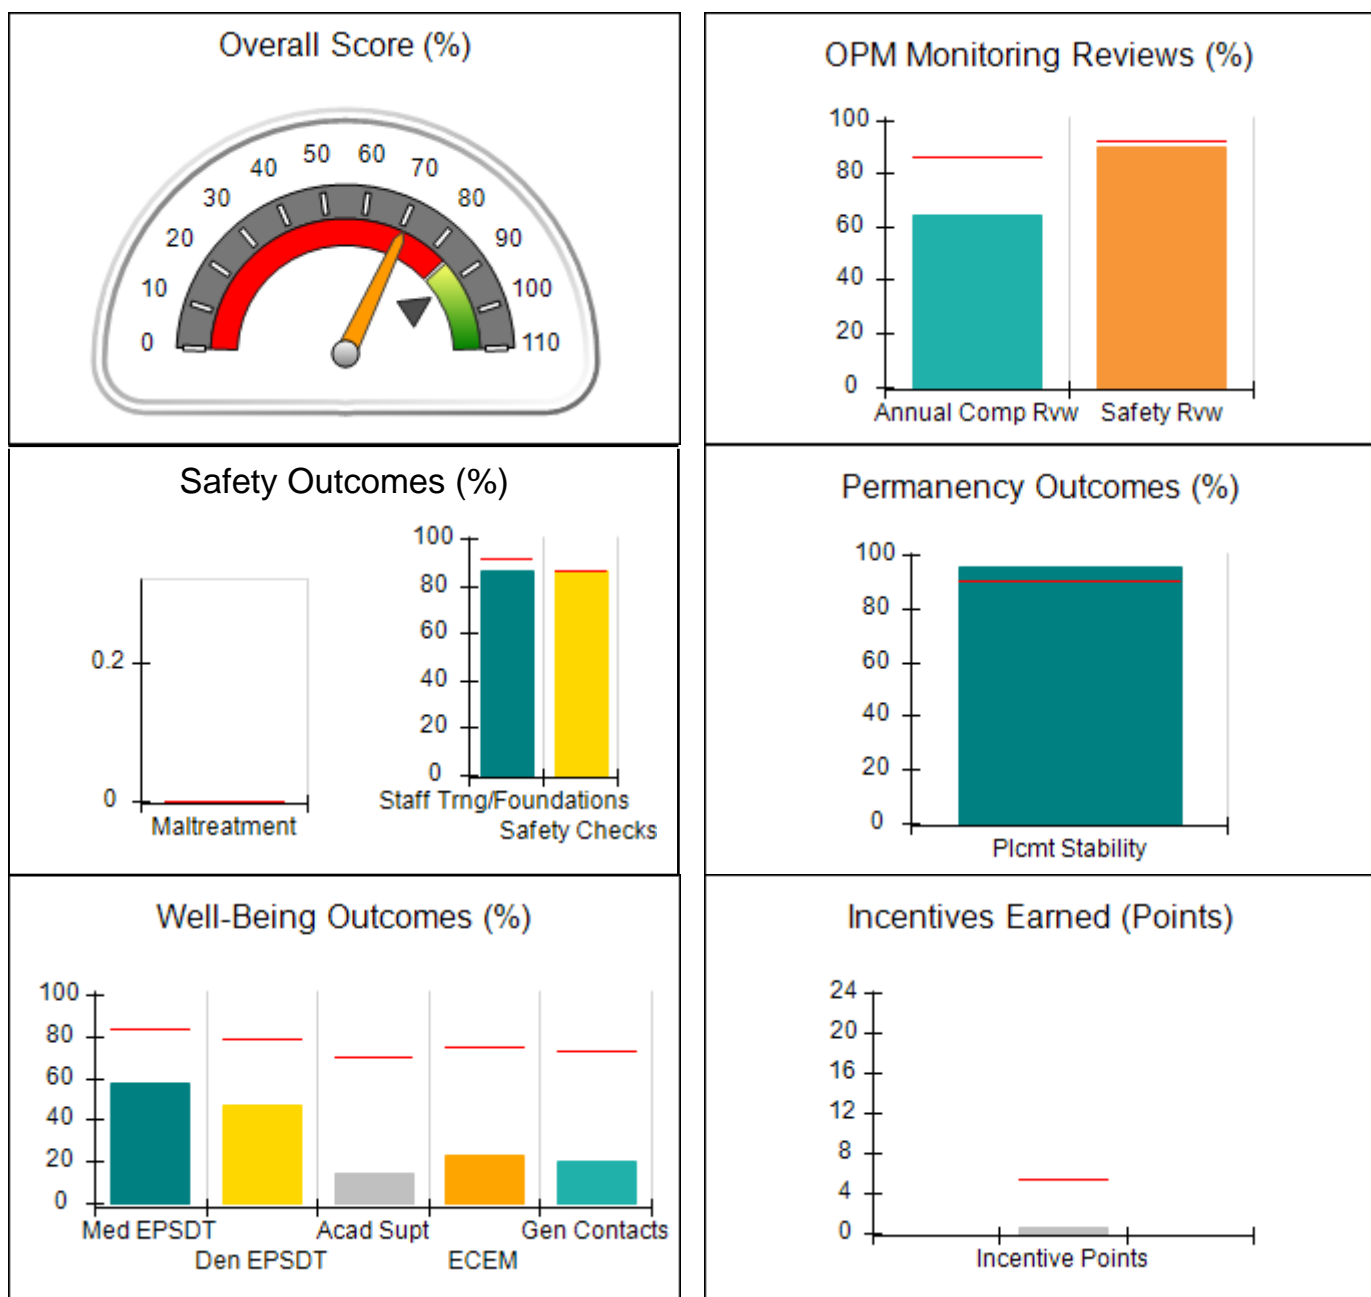 Overall Score (%)
0
10
20
30
40
50
60
70
80
90
100
110
OPM Monitoring Reviews (%)
100
80
60
40
20
0
Annual Comp Rvw
Safety Rvw
Safety Outcomes (%)
0.2
0
Maltreatment
100
80
60
40
20
0
Staff Trng/Foundations
Safety Checks
Permanency Outcomes (%)
100
80
60
40
20
0
Plcmt Stability
Well-Being Outcomes (%)
100
80
60
40
20
0
Med EPSDT
Den EPSDT
Acad Supt
ECEM
Gen Contacts
Incentives Earned (Points)
24
20
16
12
8
4
0
Incentive Points